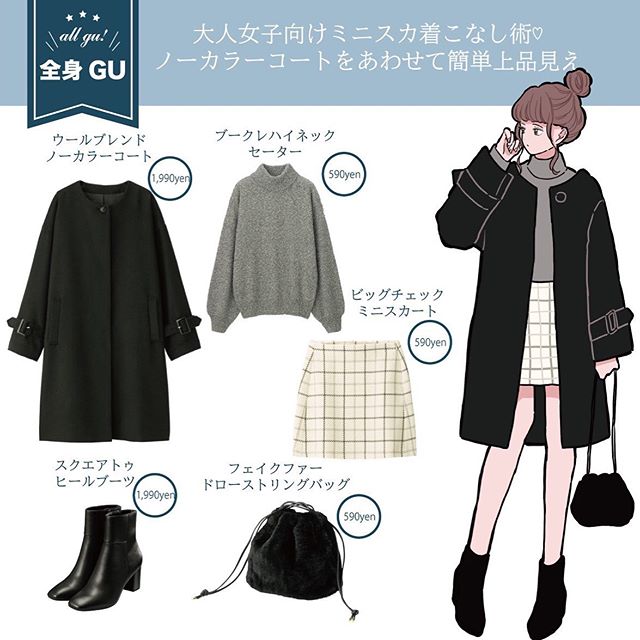 all gu!
全身 GU
大人女子向けミニスカ着こなし術♡
ノーカラーコートをあわせて簡単上品見え
ウールブレンド
ノーカラーコート
1,990yen
ブークレハイネック
セーター
590yen
ビッグチェック
ミニスカート
590yen
スクエアトゥ
ヒールブーツ
1,990yen
フェイクファー
ドローストリングバッグ
590yen